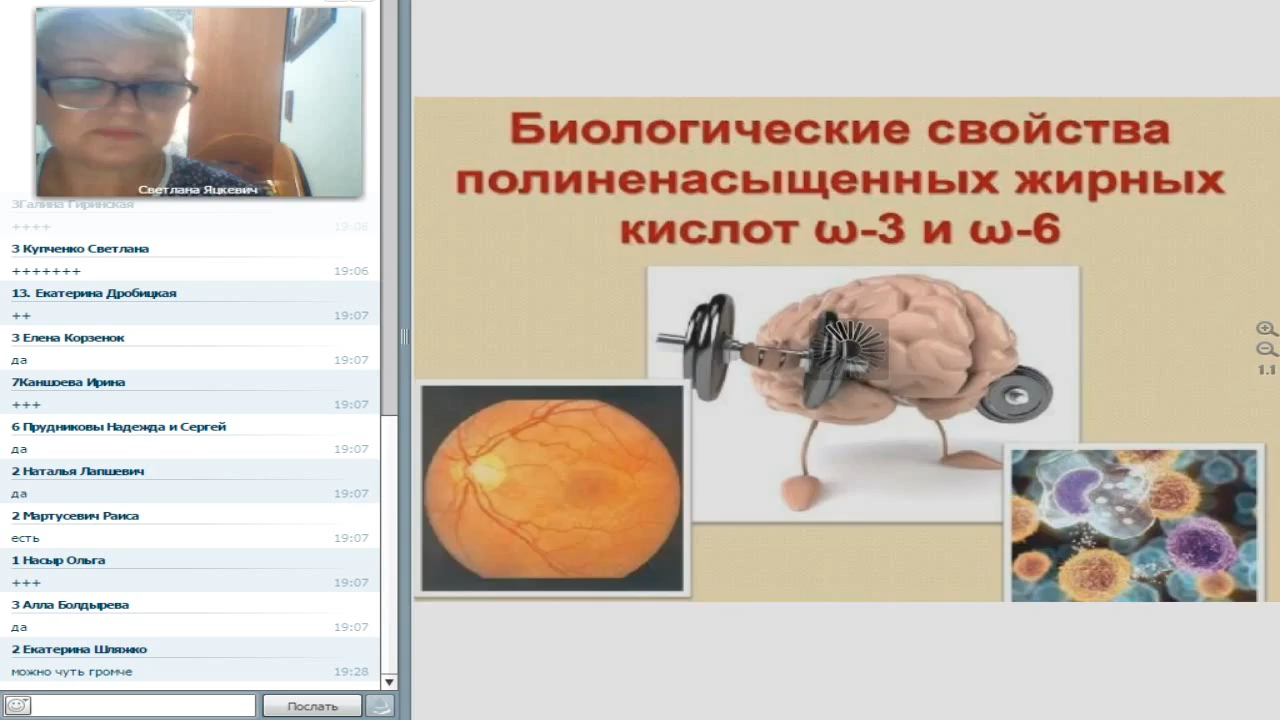 Светлана Яцкевич
3Галина Гиринская
++++ 19:06
3 Купченко Светлана
+++++++ 19:06
13. Екатерина Дробицкая
++ 19:07
3 Елена Корзенок
да 19:07
7Каншоева Ирина
+++ 19:07
6 Прудниковы Надежда и Сергей
да 19:07
2 Наталья Лапшевич
да 19:07
2 Мартусевич Раиса
есть 19:07
1 Насыр Ольга
+++ 19:07
3 Алла Болдырева
да 19:07
2 Екатерина Шляжко
можно чуть громче 19:28
Послать
Биологические свойства
полиненасыщенных жирных
кислот ω-3 и ω-6
1.1